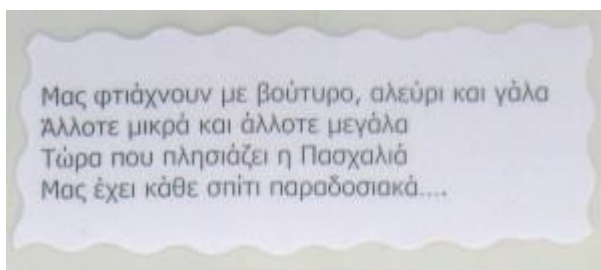 Μας φτιάχνουν με βούτυρο, αλεύρι και γάλα
Άλλοτε μικρά και άλλοτε μεγάλα
Τώρα που πλησιάζει η Πασχαλιά
Μας έχει κάθε σπίτι παραδοσιακά....